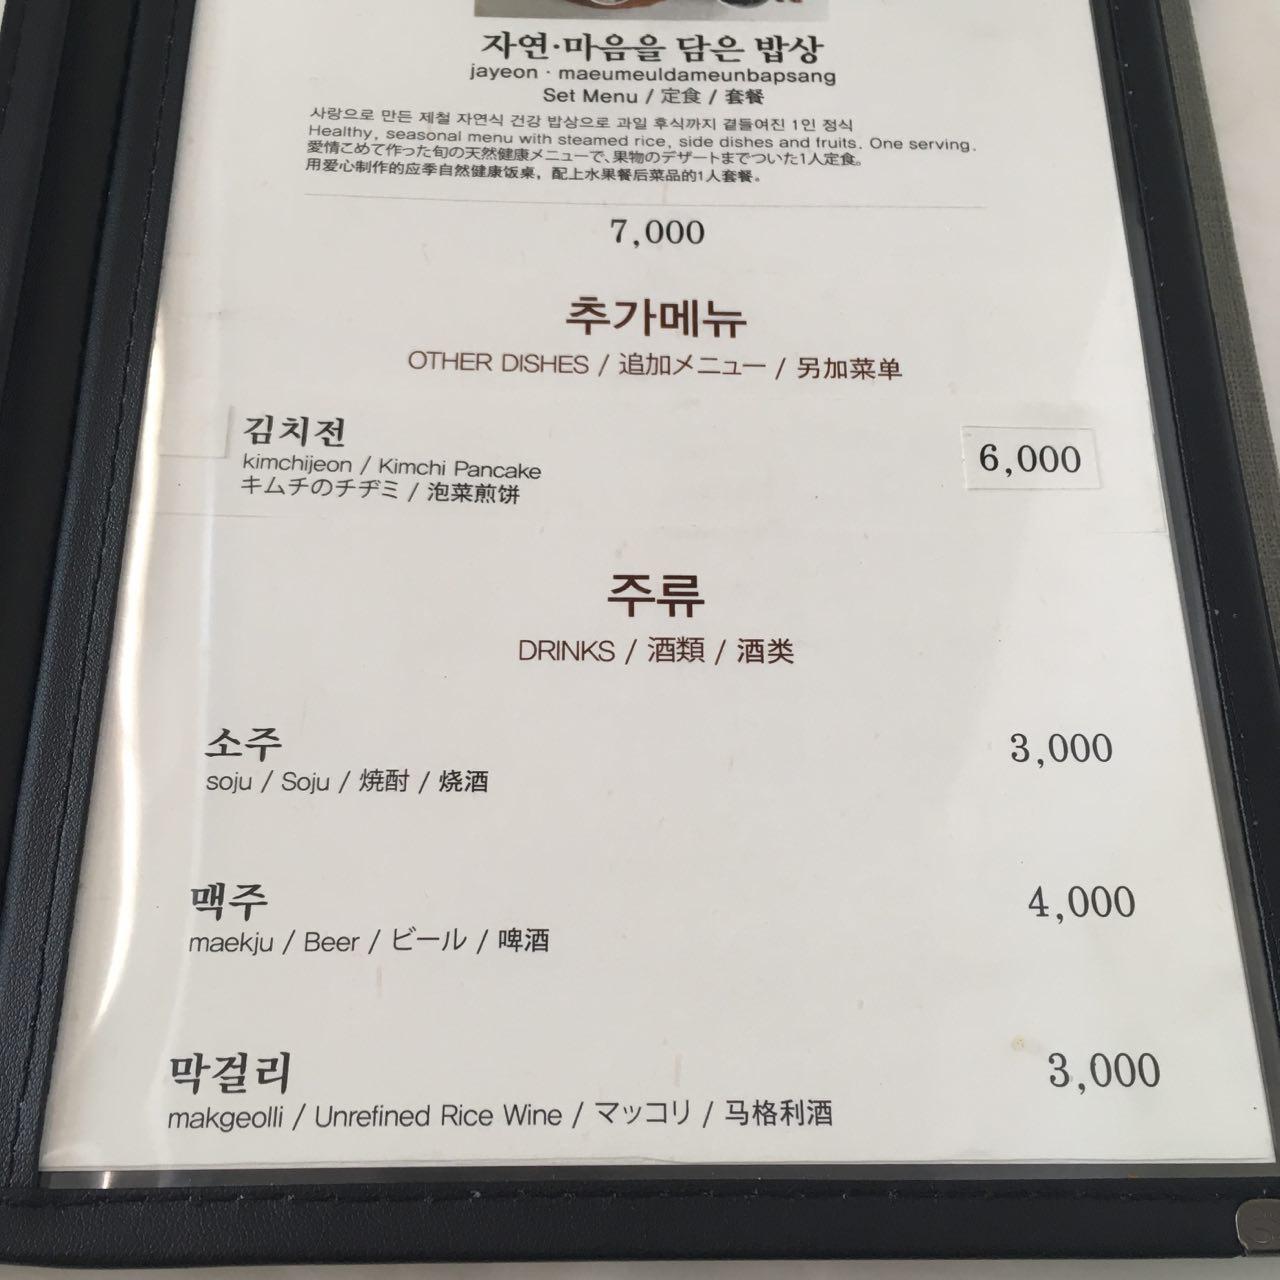 자연·마음을 담은 밥상
jayeon · maeumeuldameunbapsang
Set Menu / 定食 / 套餐
사랑으로 만든 제철 자연식 건강 밥상으로 과일 후식까지 곁들여진 1인 정식
Healthy, seasonal menu with steamed rice, side dishes and fruits. One serving.
愛情こめて作った旬の天然健康メニューで、果物のデザートまでついた1人定食。
用爱心制作的应季自然健康饭桌，配上水果餐后菜品的1人套餐。
7,000
추가메뉴
OTHER DISHES / 追加メニュー / 另加菜单
김치전
6,000
kimchijeon / Kimchi Pancake
キムチのチヂミ / 泡菜煎饼
주류
DRINKS / 酒類 / 酒类
소주
3,000
soju / Soju / 焼酎 / 烧酒
맥주
4,000
maekju / Beer / ビール / 啤酒
막걸리
3,000
makgeolli / Unrefined Rice Wine / マッコリ / 马格利酒